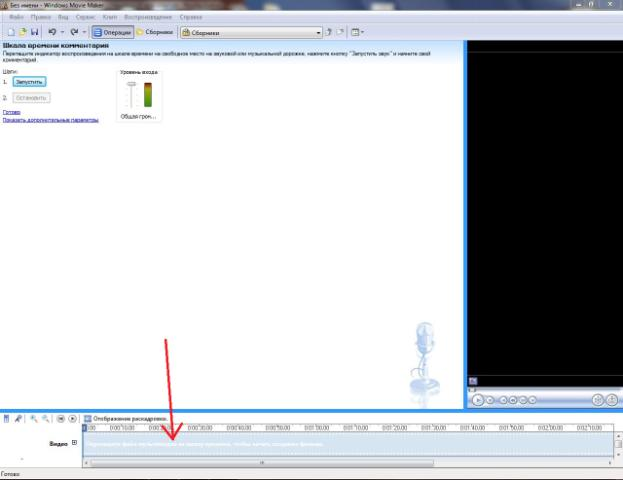 Без имени - Windows Movie Maker
Файл Правка Вид Сервис Клип Воспроизведение Справка
Операции Сборники Сборники
Шкала времени комментария
Перетащите индикатор воспроизведения на шкале времени на свободное место на звуковой или музыкальной дорожке, нажмите кнопку "Запустить звук" и начните свой
комментарий.
Шаги:
1. Запустить
2. Остановить
Готово
Показать дополнительные параметры
Уровень входа
Общая гром...
Отображение раскадровки
0:00 0:00:10,00 0:00:30,00 0:00:40,00 0:00:50,00 0:01:00,00 0:01:10,00 0:01:20,00 0:01:30,00 0:01:40,00 0:01:50,00 0:02:00,00 0:02:10,00
Видео
Перетащите файл мультимедиа на шкалу времени, чтобы начать создание фильма.
Готово